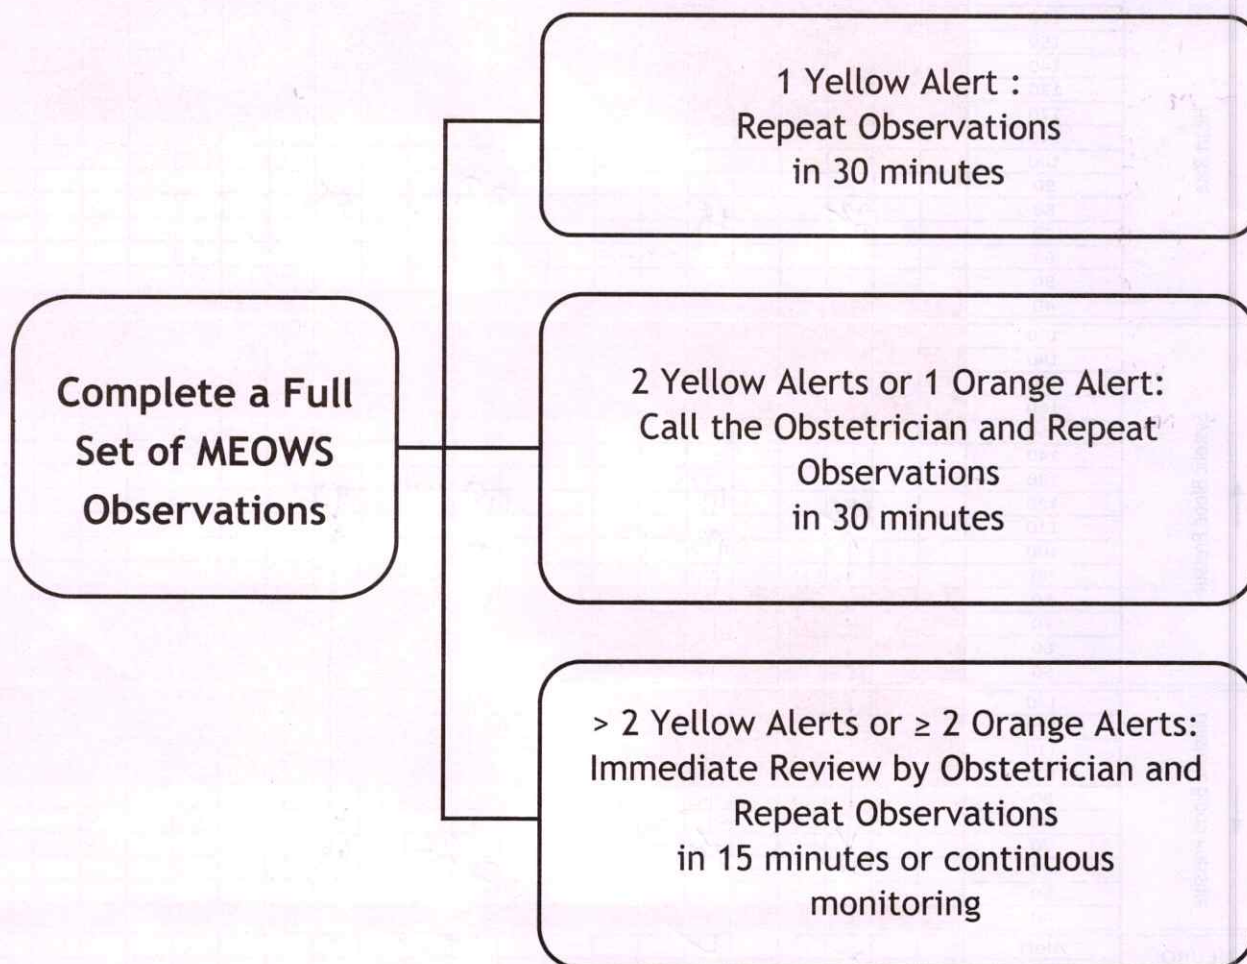 Complete a Full
Set of MEOWS
Observations
1 Yellow Alert :
Repeat Observations
in 30 minutes
2 Yellow Alerts or 1 Orange Alert:
Call the Obstetrician and Repeat
Observations
in 30 minutes
> 2 Yellow Alerts or ≥ 2 Orange Alerts:
Immediate Review by Obstetrician and
Repeat Observations
in 15 minutes or continuous
monitoring